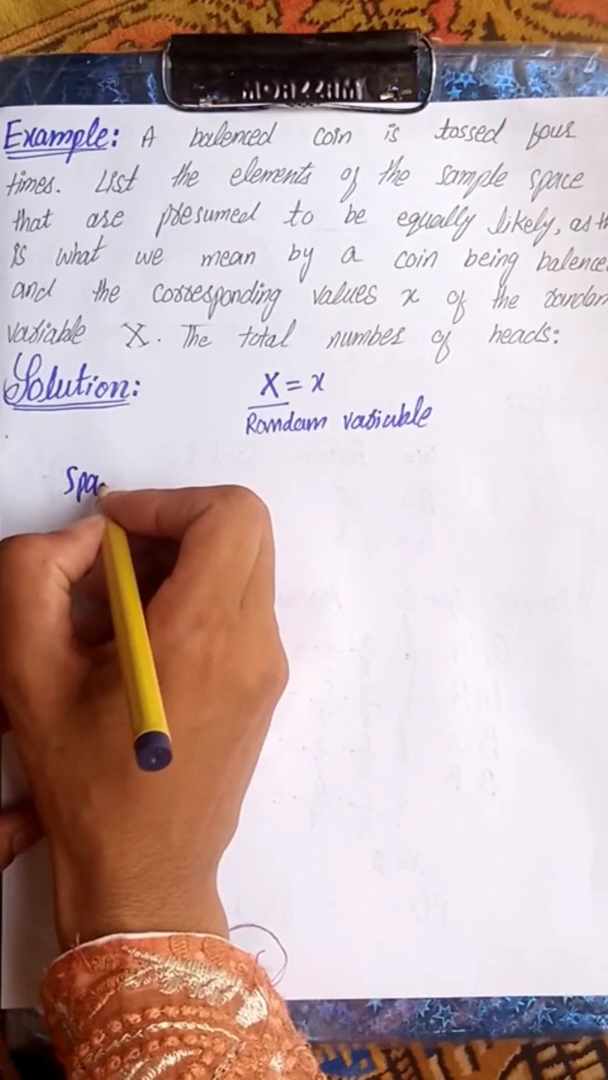 MOAZZAM
Example: A balenced coin is tossed four
times. List the elements of the sample space
that are presumed to be equally likely, as th
is what we mean by a coin being balence
and the corresponding values x of the random
variable X. The total number of heads:
Solution: X = x
Romdam variable
Spa